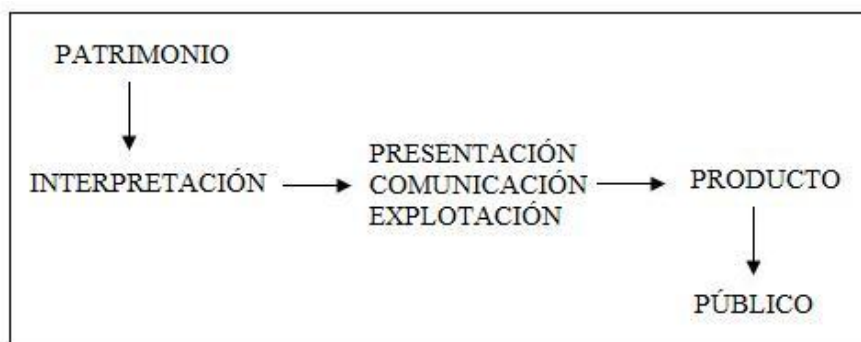 PATRIMONIO
INTERPRETACIÓN
PRESENTACIÓN
COMUNICACIÓN
EXPLOTACIÓN
PRODUCTO
PÚBLICO